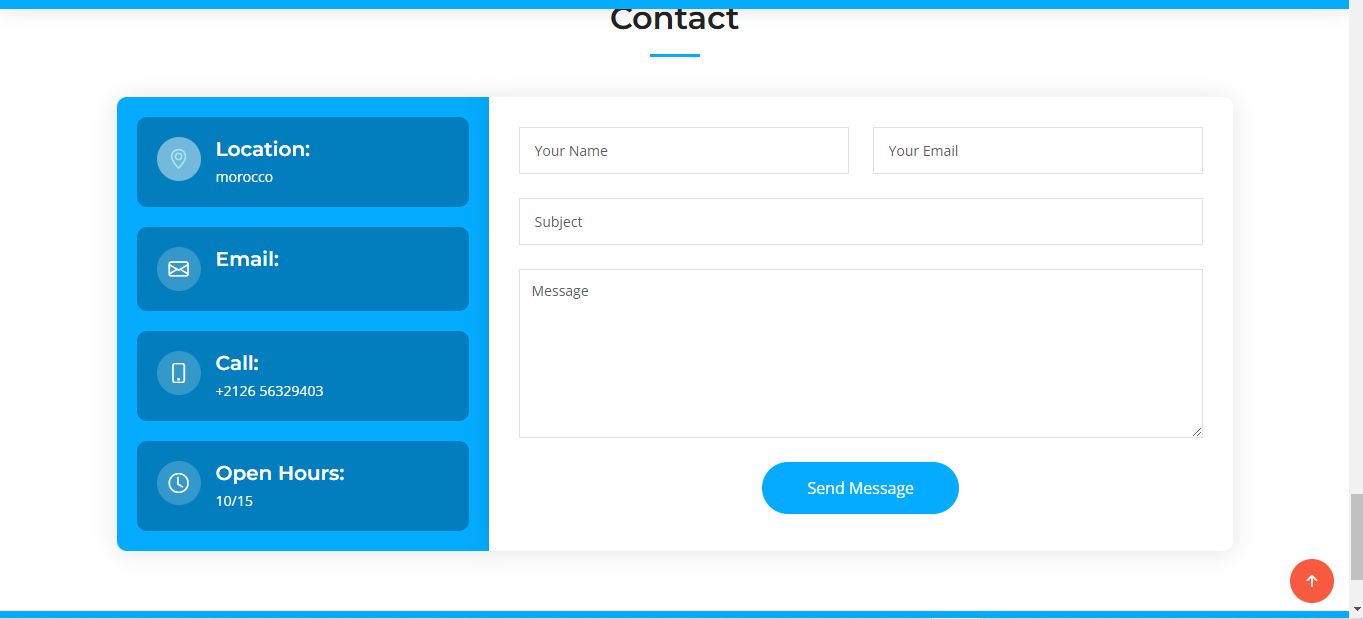 Contact
Location:
morocco
Email:
Call:
+2126 56329403
Open Hours:
10/15
Your Name
Your Email
Subject
Message
Send Message